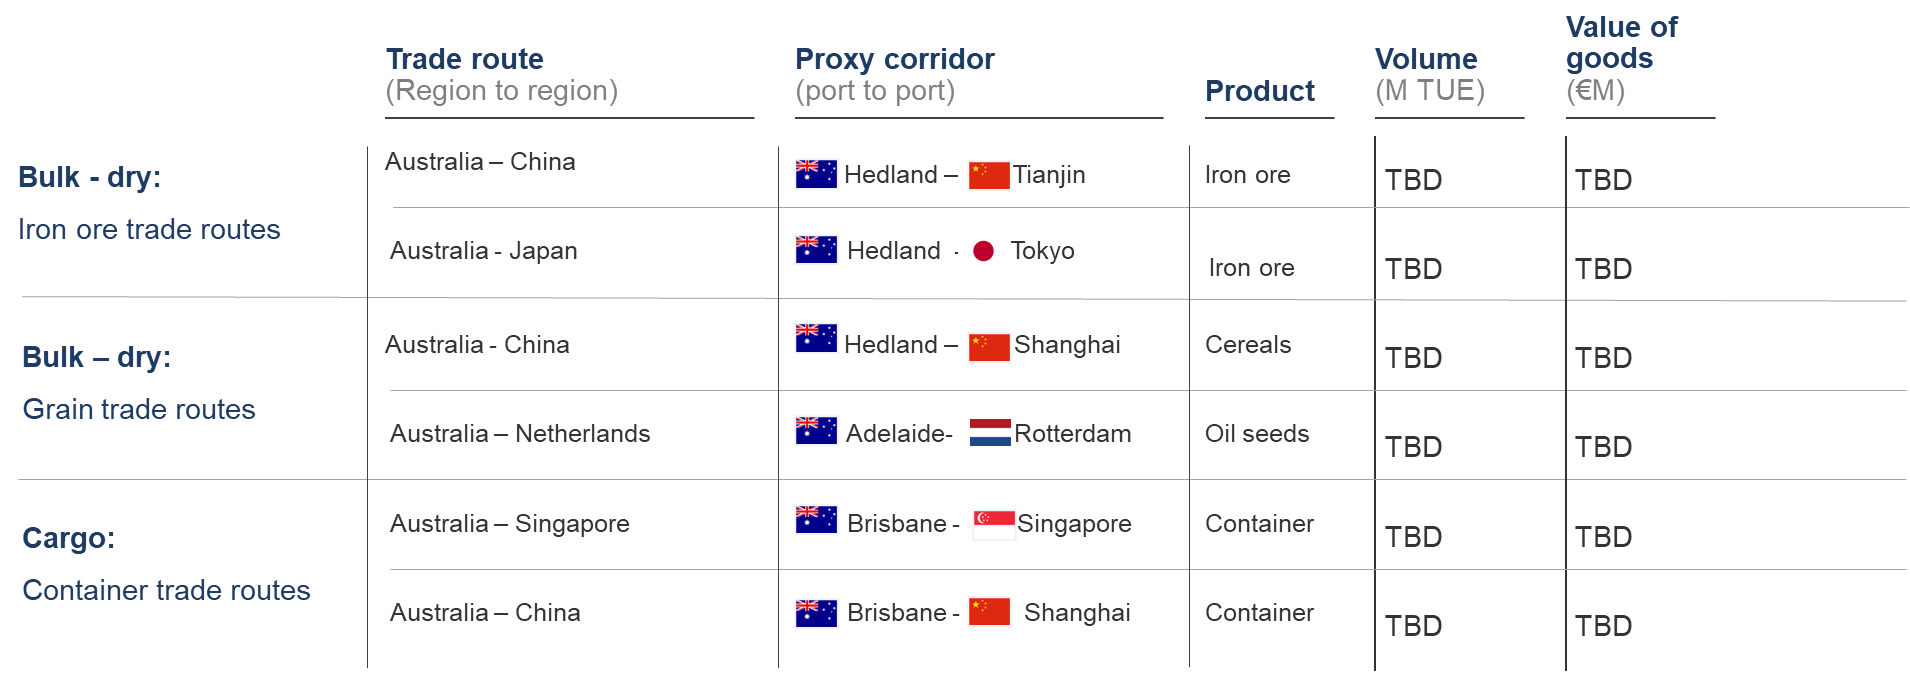 Trade route
(Region to region)
Proxy corridor
(port to port)
Product
Volume
(M TUE)
Value of
goods
(€M)
Bulk - dry:
Iron ore trade routes
Australia – China
Hedland – Tianjin
Iron ore
TBD
TBD
Australia - Japan
Hedland - Tokyo
Iron ore
TBD
TBD
Bulk – dry:
Grain trade routes
Australia - China
Hedland – Shanghai
Cereals
TBD
TBD
Australia – Netherlands
Adelaide- Rotterdam
Oil seeds
TBD
TBD
Cargo:
Container trade routes
Australia – Singapore
Brisbane - Singapore
Container
TBD
TBD
Australia – China
Brisbane - Shanghai
Container
TBD
TBD